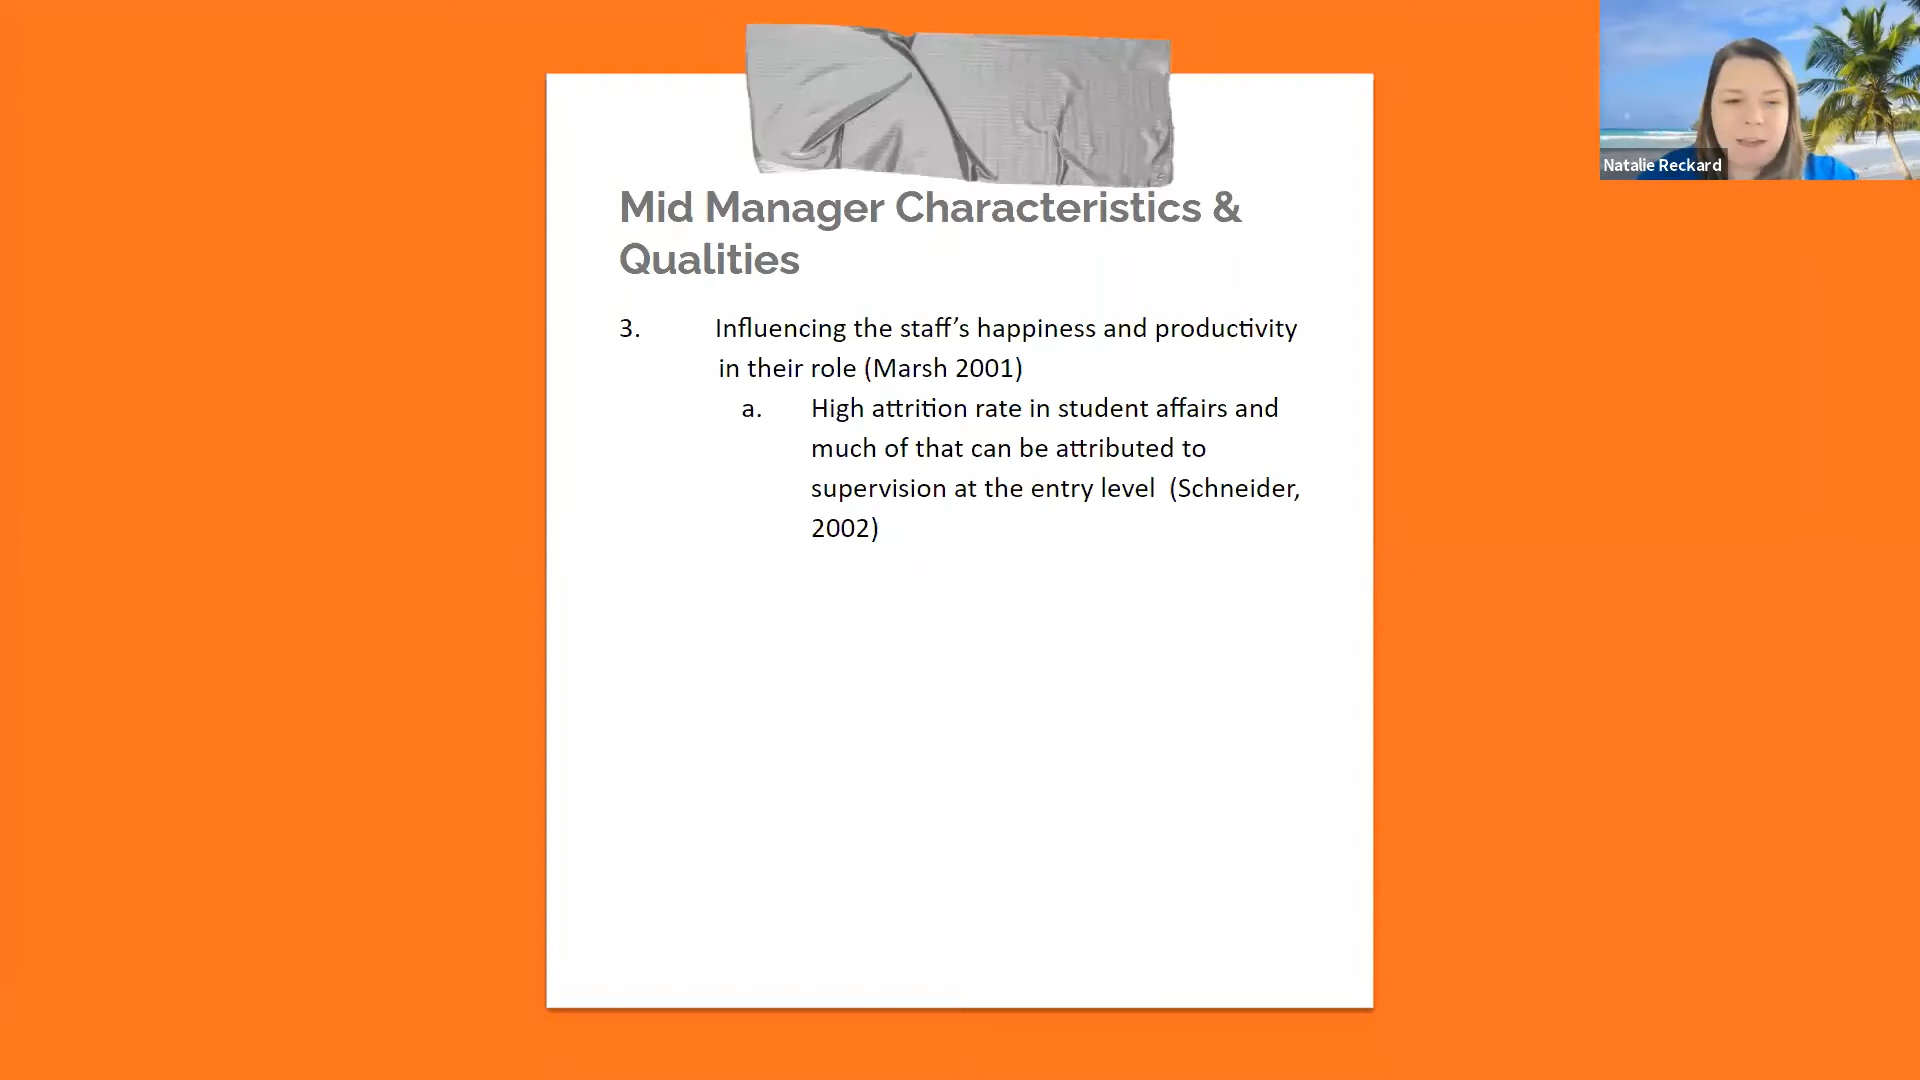 Mid Manager Characteristics &
Qualities
3. Influencing the staff’s happiness and productivity
in their role (Marsh 2001)
a. High attrition rate in student affairs and
much of that can be attributed to
supervision at the entry level  (Schneider,
2002)
Natalie Reckard